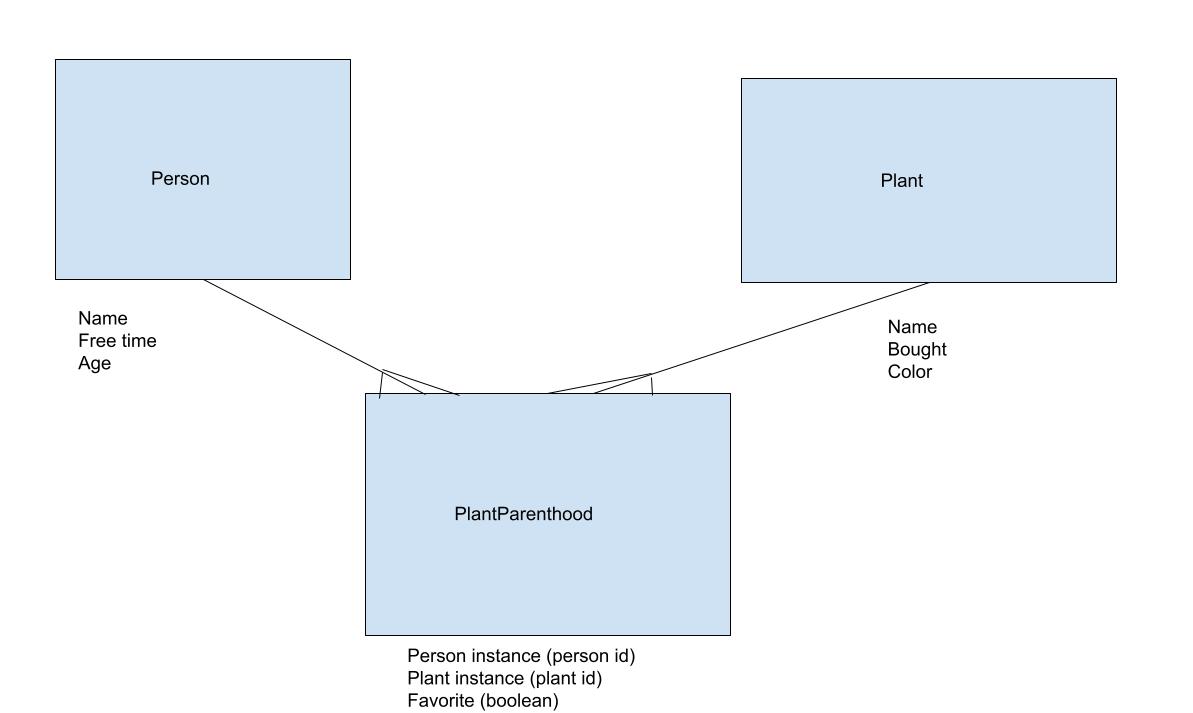 Person
Plant
Name
Free time
Age
Name
Bought
Color
PlantParenthood
Person instance (person id)
Plant instance (plant id)
Favorite (boolean)